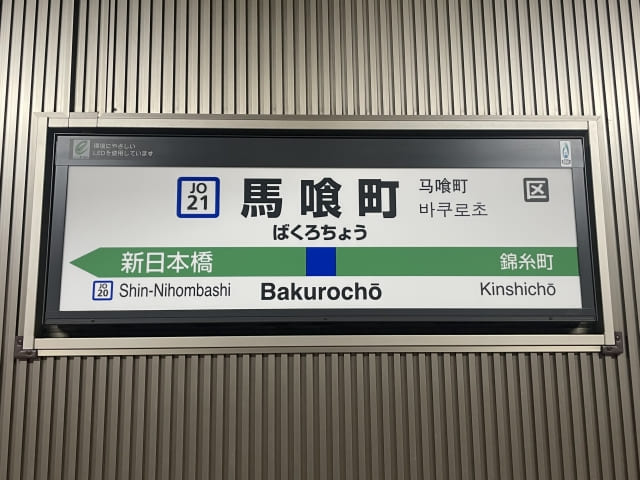 環境にやさしい
LEDを使用しています
JO
21
馬喰町
ばくろちょう
马喰町
바쿠로초
区
新日本橋
錦糸町
JO
20
Shin-Nihombashi
Bakurochō
Kinshichō